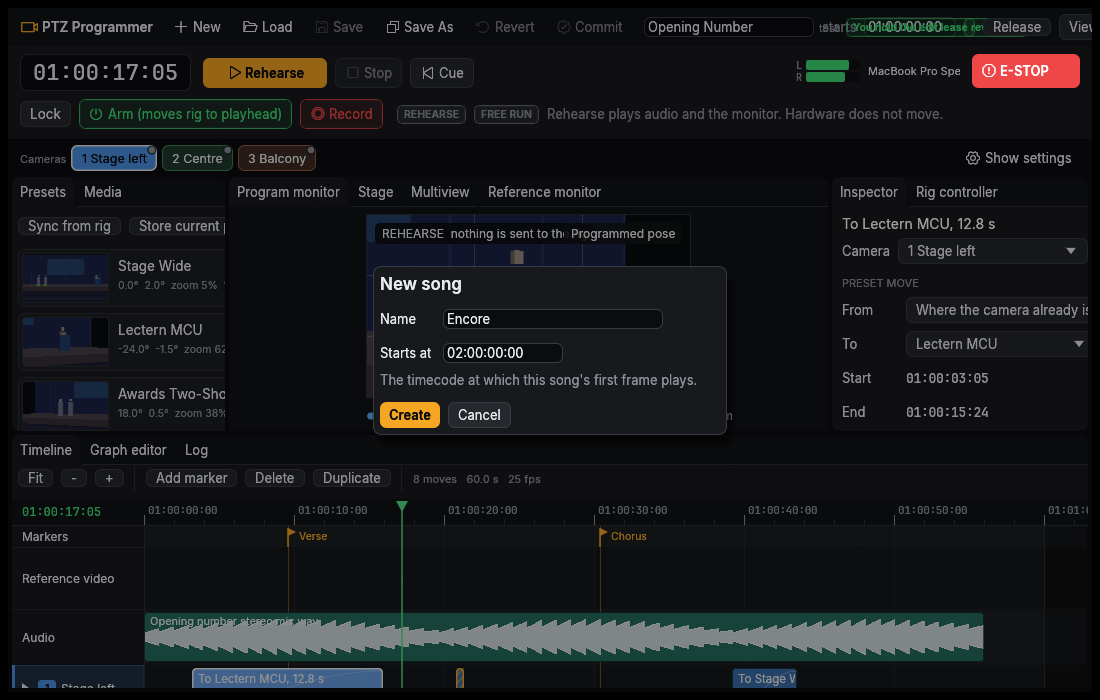 PTZ Programmer New Load Save Save As Revert Commit Opening Number starts 01:00:00:00 Release
01:00:17:05 Rehearse Stop Cue L R MacBook Pro Spe E-STOP
Lock Arm (moves rig to playhead) Record REHEARSE FREE RUN Rehearse plays audio and the monitor. Hardware does not move.
Cameras 1 Stage left 2 Centre 3 Balcony Show settings
Presets Media Program monitor Stage Multiview Reference monitor Inspector Rig controller
Sync from rig Store current
REHEARSE nothing is sent to the Programmed pose
Stage Wide
0.0° 2.0° zoom 5%
Lectern MCU
-24.0° -1.5° zoom 62
Awards Two-Sho
18.0° 0.5° zoom 38%
New song
Name Encore
Starts at 02:00:00:00
The timecode at which this song's first frame plays.
Create Cancel
To Lectern MCU, 12.8 s
Camera 1 Stage left
PRESET MOVE
From Where the camera already is
To Lectern MCU
Start 01:00:03:05
End 01:00:15:24
Timeline Graph editor Log
Fit - + Add marker Delete Duplicate 8 moves 60.0 s 25 fps
01:00:17:05 01:00:00:00 01:00:10:00 01:00:20:00 01:00:30:00 01:00:40:00 01:00:50:00 01:01:
Markers Verse Chorus
Reference video
Audio Opening number stereo mix.wav
1 Stage left To Lectern MCU, 12.8 s To Stage W